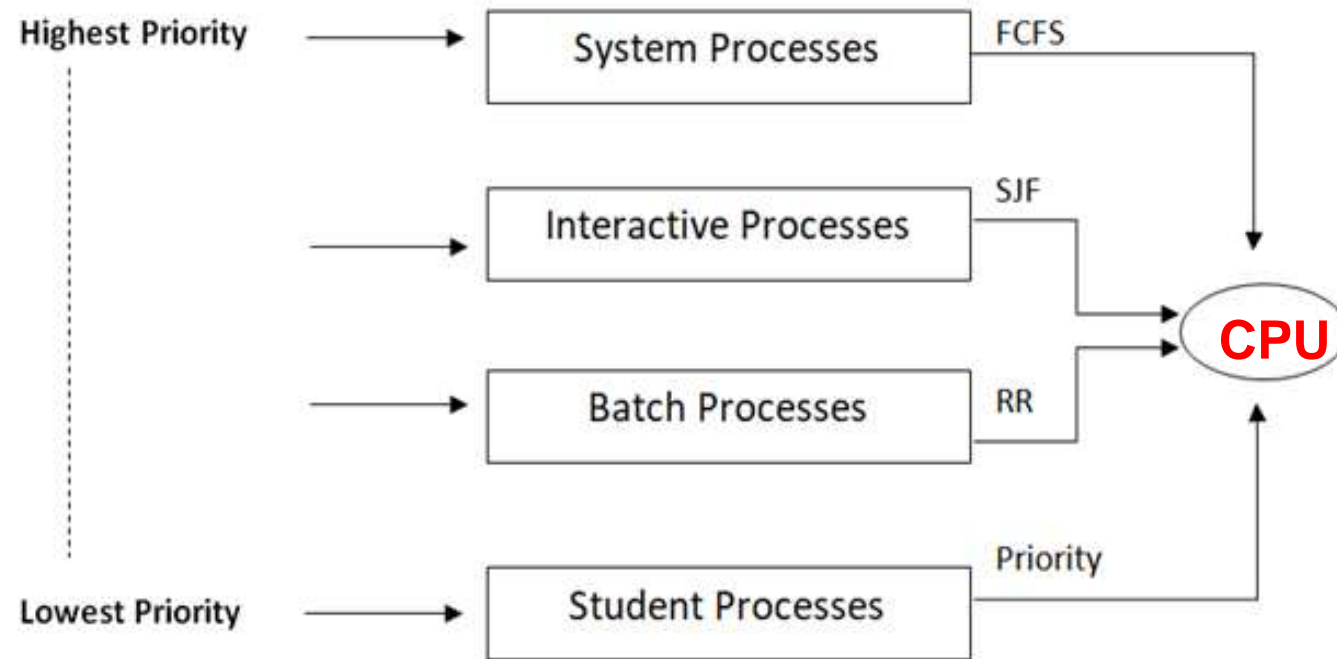 Highest Priority
System Processes
FCFS
Interactive Processes
SJF
CPU
Batch Processes
RR
Lowest Priority
Student Processes
Priority